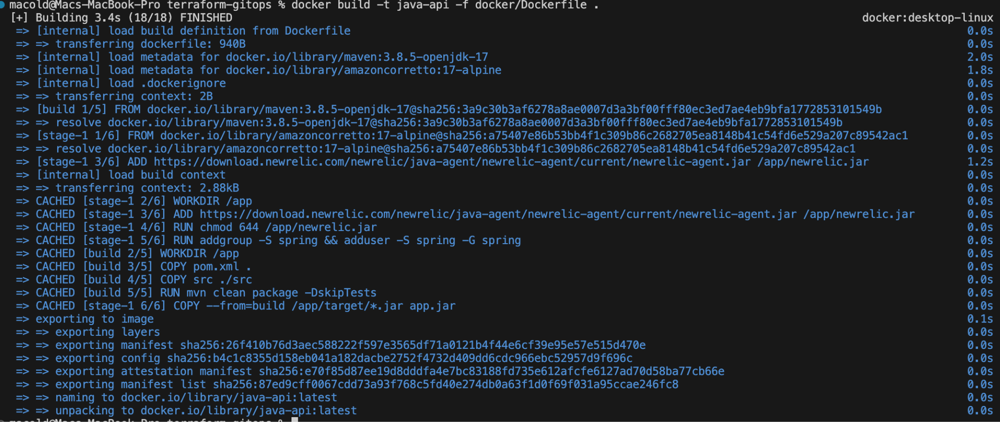 macold@Macs-MacBook-Pro terraform-gitops % docker build -t java-api -f docker/Dockerfile .
[+] Building 3.4s (18/18) FINISHED docker:desktop-linux
=> [internal] load build definition from Dockerfile 0.0s
=> => transferring dockerfile: 940B 0.0s
=> [internal] load metadata for docker.io/library/maven:3.8.5-openjdk-17 2.0s
=> [internal] load metadata for docker.io/library/amazoncorretto:17-alpine 1.8s
=> [internal] load .dockerignore 0.0s
=> => transferring context: 2B 0.0s
=> [build 1/5] FROM docker.io/library/maven:3.8.5-openjdk-17@sha256:3a9c30b3af6278a8ae0007d3a3bf00fff80ec3ed7ae4eb9bfa1772853101549b 0.0s
=> => resolve docker.io/library/maven:3.8.5-openjdk-17@sha256:3a9c30b3af6278a8ae0007d3a3bf00fff80ec3ed7ae4eb9bfa1772853101549b 0.0s
=> [stage-1 1/6] FROM docker.io/library/amazoncorretto:17-alpine@sha256:a75407e86b53bb4f1c309b86c2682705ea8148b41c54fd6e529a207c89542ac1 0.0s
=> => resolve docker.io/library/amazoncorretto:17-alpine@sha256:a75407e86b53bb4f1c309b86c2682705ea8148b41c54fd6e529a207c89542ac1 0.0s
=> [stage-1 3/6] ADD https://download.newrelic.com/newrelic/java-agent/newrelic-agent/current/newrelic-agent.jar /app/newrelic.jar 1.2s
=> [internal] load build context 0.0s
=> => transferring context: 2.88kB 0.0s
=> CACHED [stage-1 2/6] WORKDIR /app 0.0s
=> CACHED [stage-1 3/6] ADD https://download.newrelic.com/newrelic/java-agent/newrelic-agent/current/newrelic-agent.jar /app/newrelic.jar 0.0s
=> CACHED [stage-1 4/6] RUN chmod 644 /app/newrelic.jar 0.0s
=> CACHED [stage-1 5/6] RUN addgroup -S spring && adduser -S spring -G spring 0.0s
=> CACHED [build 2/5] WORKDIR /app 0.0s
=> CACHED [build 3/5] COPY pom.xml . 0.0s
=> CACHED [build 4/5] COPY src ./src 0.0s
=> CACHED [build 5/5] RUN mvn clean package -DskipTests 0.0s
=> CACHED [stage-1 6/6] COPY --from=build /app/target/*.jar app.jar 0.0s
=> exporting to image 0.1s
=> => exporting layers 0.0s
=> => exporting manifest sha256:26f410b76d3aec588222f597e3565df71a0121b4f44e6cf39e95e57e515d470e 0.0s
=> => exporting config sha256:b4c1c8355d158eb041a182dacbe2752f4732d409dd6cdc966ebc52957d9f696c 0.0s
=> => exporting attestation manifest sha256:e70f85d87ee19d8dddfa4e7bc83188fd735e612afcfe6127ad70d58ba77cb66e 0.0s
=> => exporting manifest list sha256:87ed9cff0067cdd73a93f768c5fd40e274db0a63f1d0f69f031a95ccae246fc8 0.0s
=> => naming to docker.io/library/java-api:latest 0.0s
=> => unpacking to docker.io/library/java-api:latest 0.0s
macold@Macs-MacBook-Pro terraform-gitops %